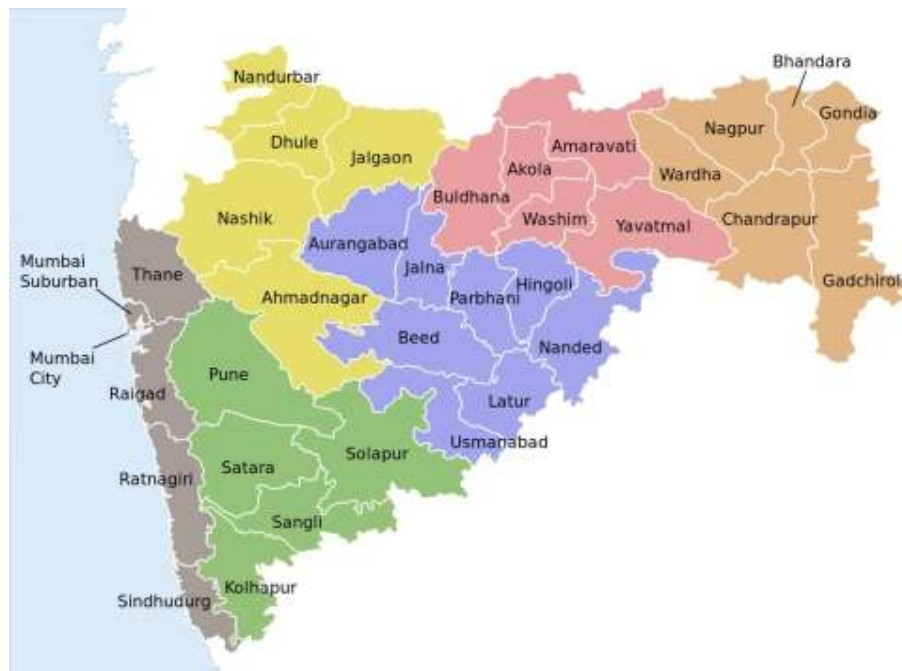 Nandurbar
Bhandara
Gondia
Nagpur
Dhule
Amaravati
Jalgaon
Akola
Wardha
Buldhana
Nashik
Washim
Yavatmal
Chandrapur
Aurangabad
Mumbai
Suburban
Thane
Jalna
Hingoli
Gadchirol
Ahmadnagar
Parbhani
Beed
Nanded
Mumbai
City
Pune
Raigad
Latur
Usmanabad
Solapur
Satara
Ratnagiri
Sangli
Kolhapur
Sindhudurg